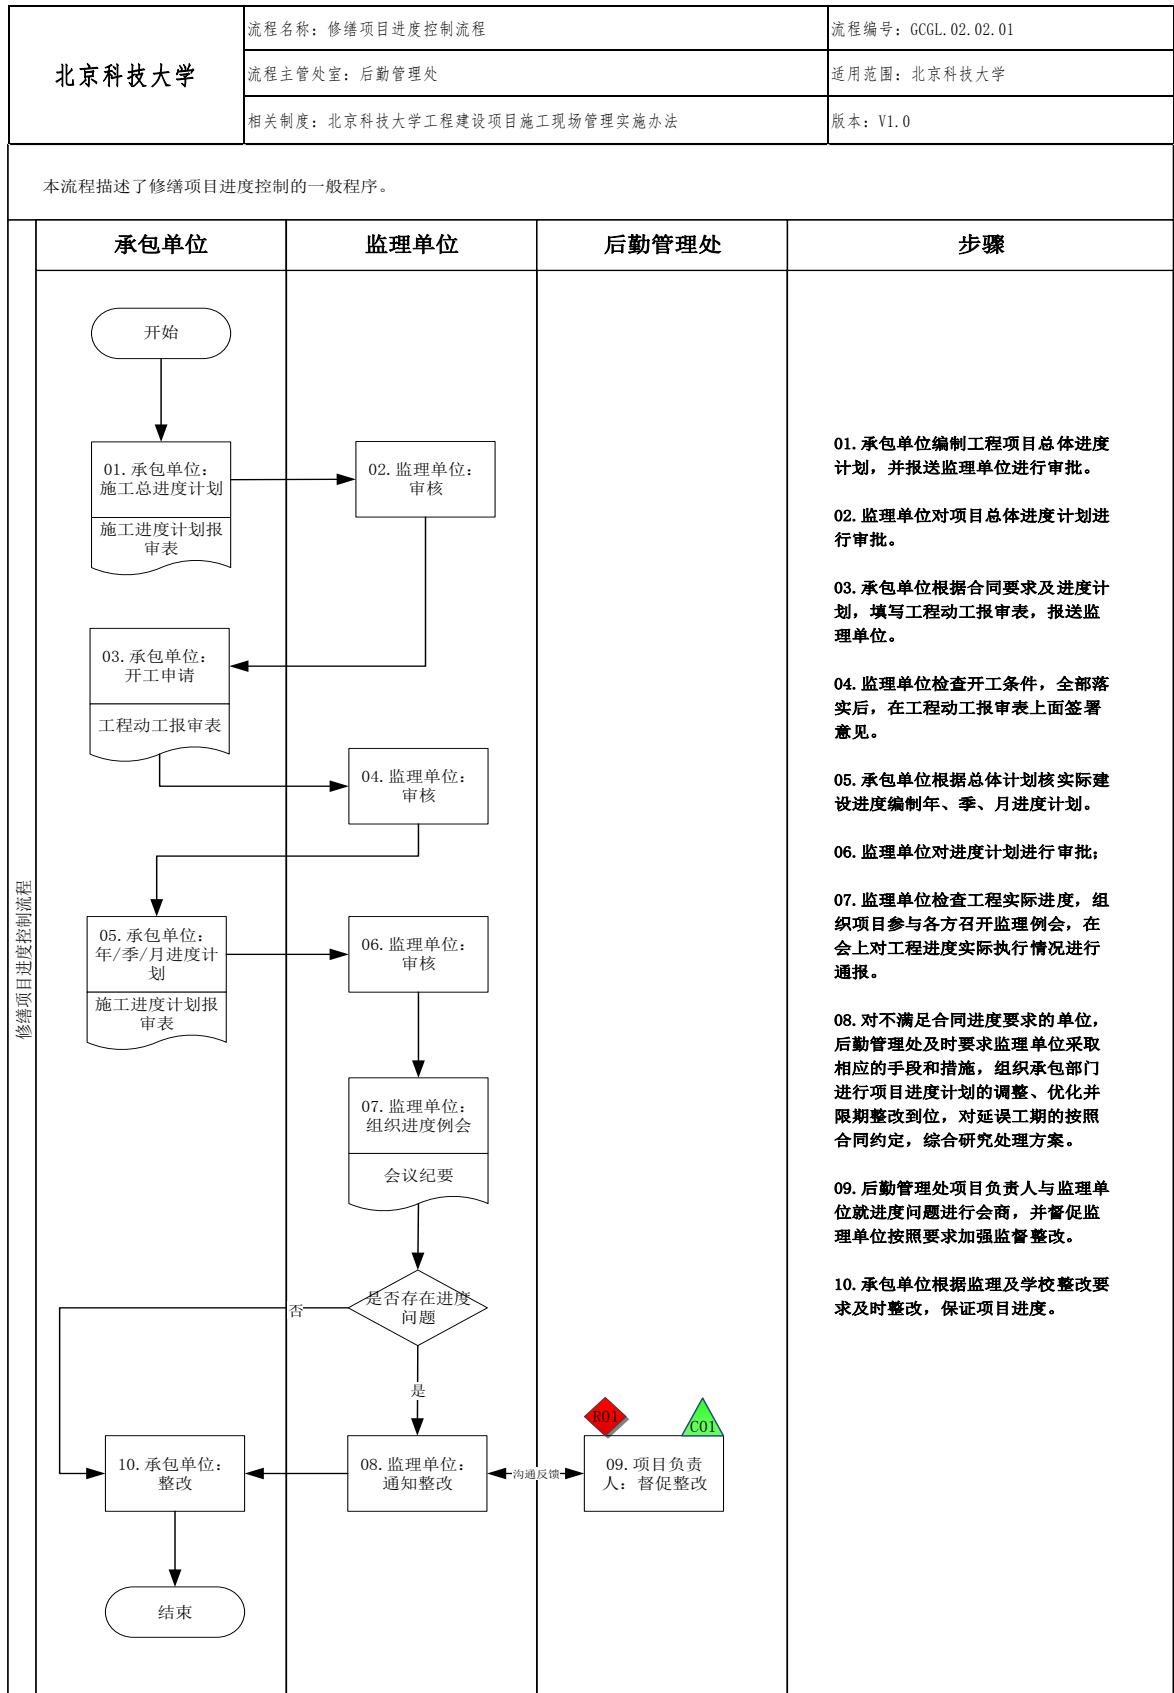 北京科技大学
流程名称：修缮项目进度控制流程
流程编号：GCGL.02.02.01
流程主管处室：后勤管理处
适用范围：北京科技大学
相关制度：北京科技大学工程建设项目施工现场管理实施办法
版本：V1.0
本流程描述了修缮项目进度控制的一般程序。
承包单位
监理单位
后勤管理处
步骤
修缮项目进度控制流程
开始
01.承包单位：
施工总进度计划
施工进度计划报
审表
02.监理单位：
审核
03.承包单位：
开工申请
工程动工报审表
04.监理单位：
审核
05.承包单位：
年/季/月进度计
划
施工进度计划报
审表
06.监理单位：
审核
07.监理单位：
组织进度例会
会议纪要
是否存在进度
问题
否
是
R01
C01
10.承包单位：
整改
08.监理单位：
通知整改
沟通反馈
09.项目负责
人：督促整改
结束
01.承包单位编制工程项目总体进度
计划，并报送监理单位进行审批。
02.监理单位对项目总体进度计划进
行审批。
03.承包单位根据合同要求及进度计
划，填写工程动工报审表，报送监
理单位。
04.监理单位检查开工条件，全部落
实后，在工程动工报审表上面签署
意见。
05.承包单位根据总体计划核实际建
设进度编制年、季、月进度计划。
06.监理单位对进度计划进行审批；
07.监理单位检查工程实际进度，组
织项目参与各方召开监理例会，在
会上对工程进度实际执行情况进行
通报。
08.对不满足合同进度要求的单位，
后勤管理处及时要求监理单位采取
相应的手段和措施，组织承包部门
进行项目进度计划的调整、优化并
限期整改到位，对延误工期的按照
合同约定，综合研究处理方案。
09.后勤管理处项目负责人与监理单
位就进度问题进行会商，并督促监
理单位按照要求加强监督整改。
10.承包单位根据监理及学校整改要
求及时整改，保证项目进度。